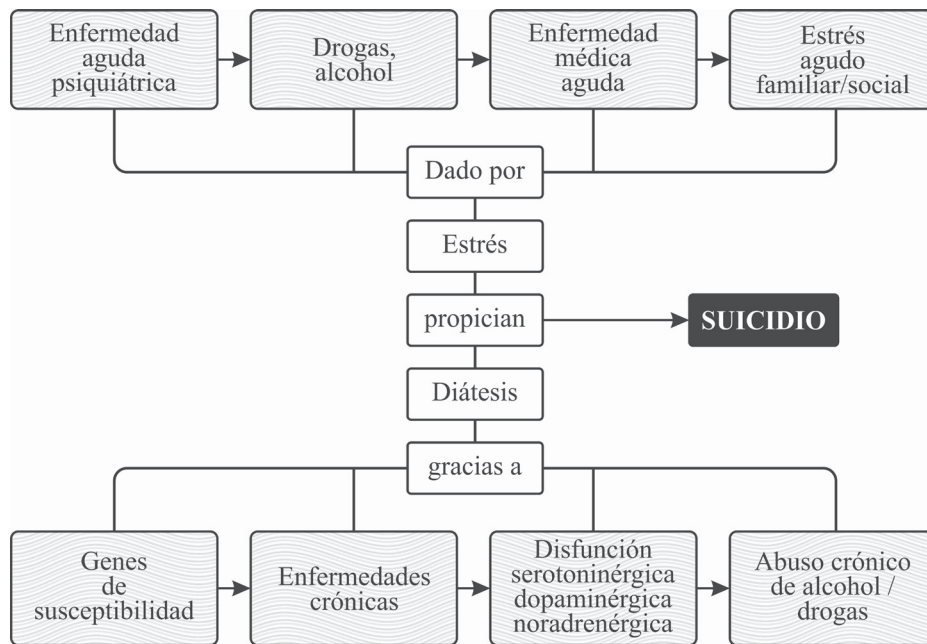 Enfermedad
aguda
psiquiátrica
Drogas,
alcohol
Enfermedad
médica
aguda
Estrés
agudo
familiar/social
Dado por
Estrés
propician
SUICIDIO
Diátesis
gracias a
Genes
de
susceptibilidad
Enfermedades
crónicas
Disfunción
serotoninérgica
dopaminérgica
noradrenérgica
Abuso crónico
de alcohol /
drogas